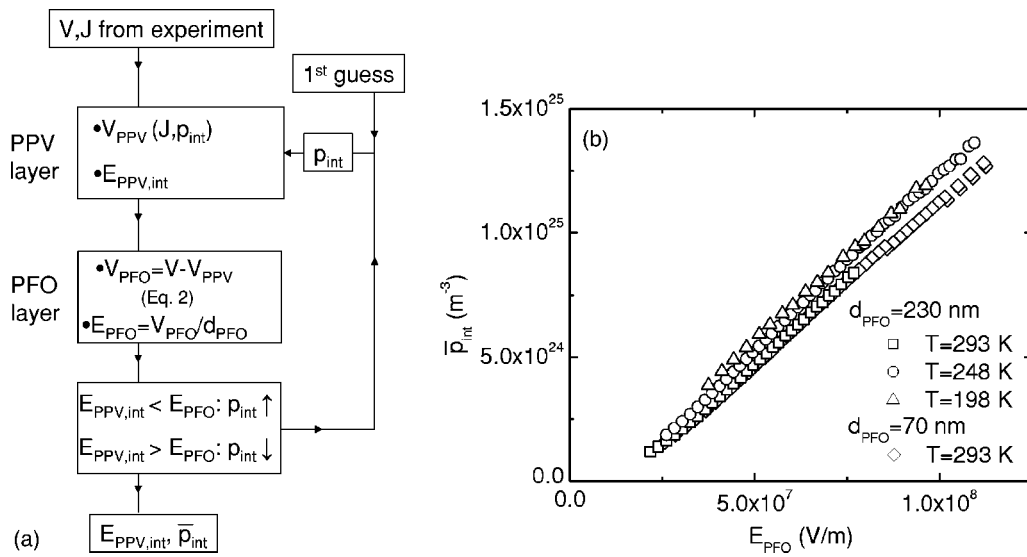 V,J from experiment
1st guess
PPV
layer
•V_PPV (J,p_int)
•E_PPV,int
p_int
PFO
layer
•V_PFO=V-V_PPV
(Eq. 2)
•E_PFO=V_PFO/d_PFO
E_PPV,int < E_PFO: p_int ↑
E_PPV,int > E_PFO: p_int ↓
(a)
E_PPV,int, p̅_int
(b)
1.5x10^25
1.0x10^25
5.0x10^24
0.0
p̅_int (m^-3)
d_PFO=230 nm
T=293 K
T=248 K
T=198 K
d_PFO=70 nm
T=293 K
0.0
5.0x10^7
1.0x10^8
E_PFO (V/m)